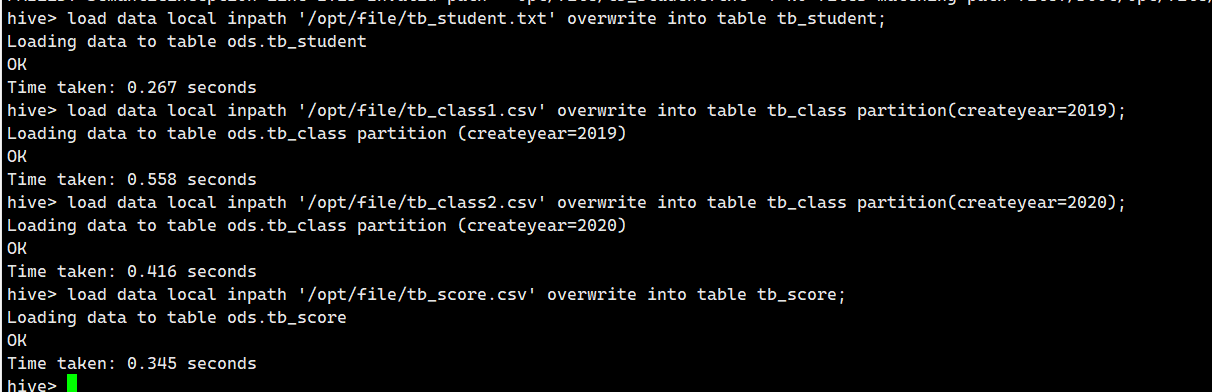 hive> load data local inpath '/opt/file/tb_student.txt' overwrite into table tb_student;
Loading data to table ods.tb_student
OK
Time taken: 0.267 seconds
hive> load data local inpath '/opt/file/tb_class1.csv' overwrite into table tb_class partition(createyear=2019);
Loading data to table ods.tb_class partition (createyear=2019)
OK
Time taken: 0.558 seconds
hive> load data local inpath '/opt/file/tb_class2.csv' overwrite into table tb_class partition(createyear=2020);
Loading data to table ods.tb_class partition (createyear=2020)
OK
Time taken: 0.416 seconds
hive> load data local inpath '/opt/file/tb_score.csv' overwrite into table tb_score;
Loading data to table ods.tb_score
OK
Time taken: 0.345 seconds
hive>